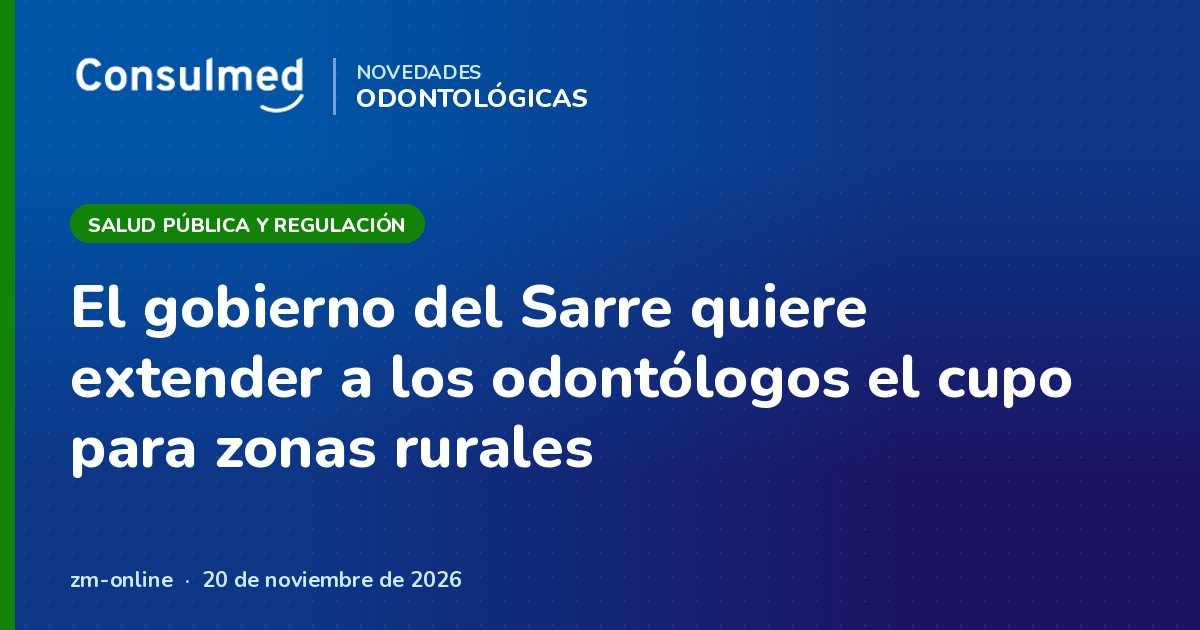 Consulmed
NOVEDADES
ODONTOLÓGICAS
SALUD PÚBLICA Y REGULACIÓN
El gobierno del Sarre quiere
extender a los odontólogos el cupo
para zonas rurales
zm-online · 20 de noviembre de 2026